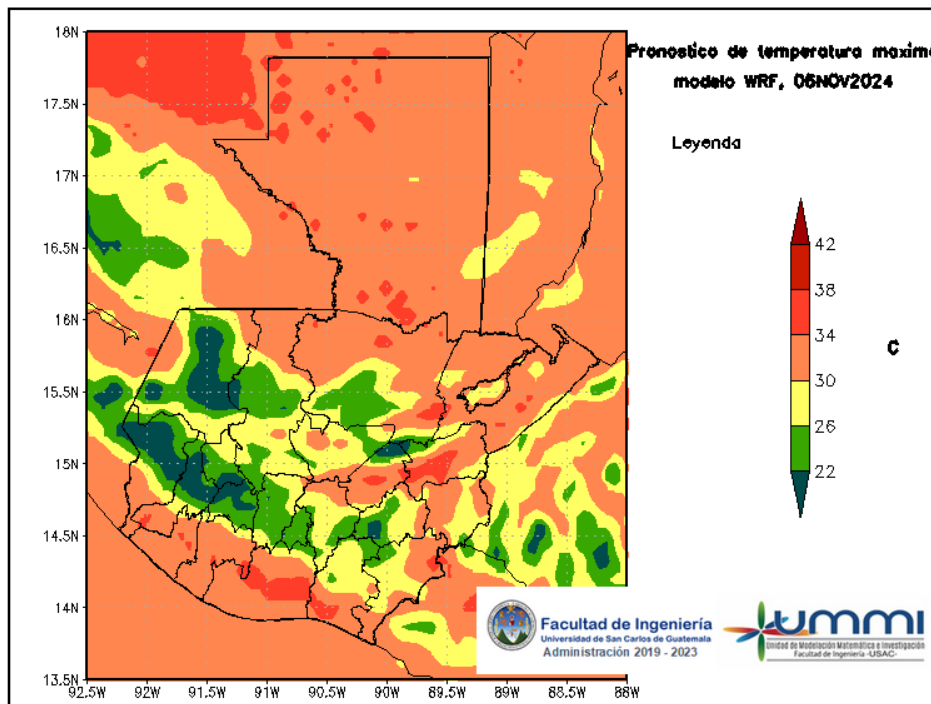 Pronostico de temperatura maxima
modelo WRF, 06NOV2024
Leyenda
42
38
34
30
26
22
C
18N
17.5N
17N
16.5N
16N
15.5N
15N
14.5N
14N
13.5N
92.5W
92W
91.5W
91W
90.5W
90W
89.5W
89W
88.5W
88W
Facultad de Ingeniería
Universidad de San Carlos de Guatemala
Administración 2019 - 2023
ummi
Unidad de Modelación Matemática e Investigación
Facultad de Ingeniería -USAC-